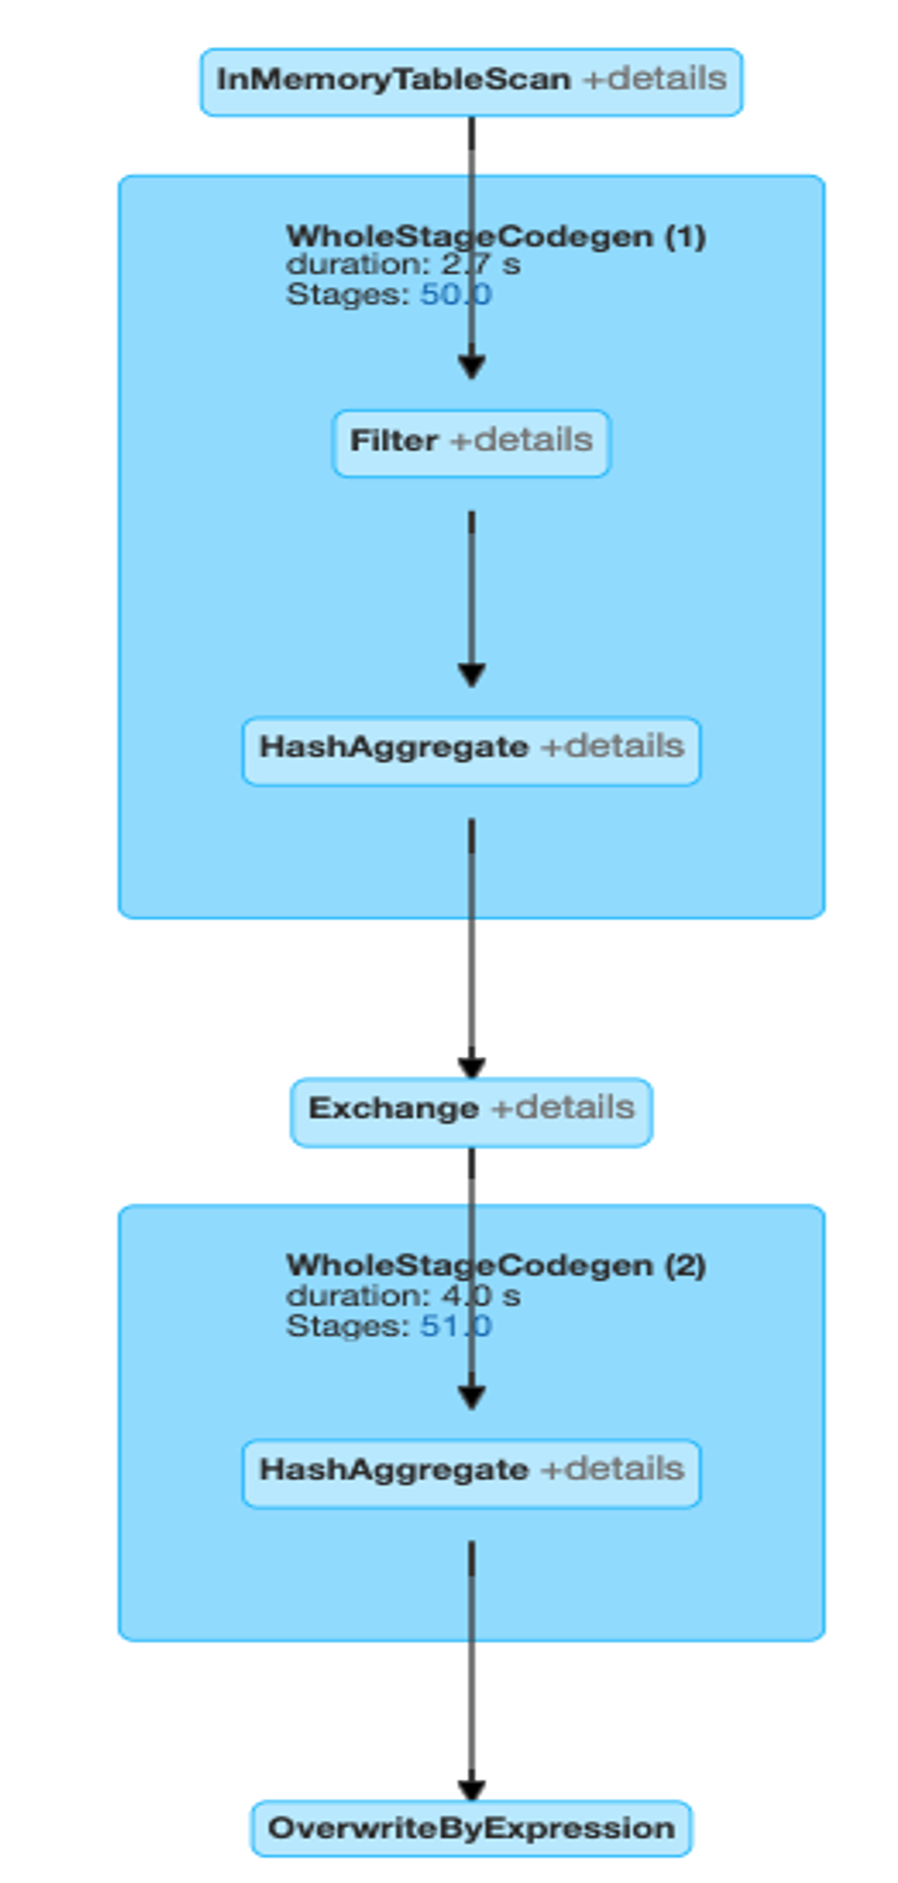 InMemoryTableScan +details
WholeStageCodegen (1)
duration: 2.7 s
Stages: 50.0
Filter +details
HashAggregate +details
Exchange +details
WholeStageCodegen (2)
duration: 4.0 s
Stages: 51.0
HashAggregate +details
OverwriteByExpression